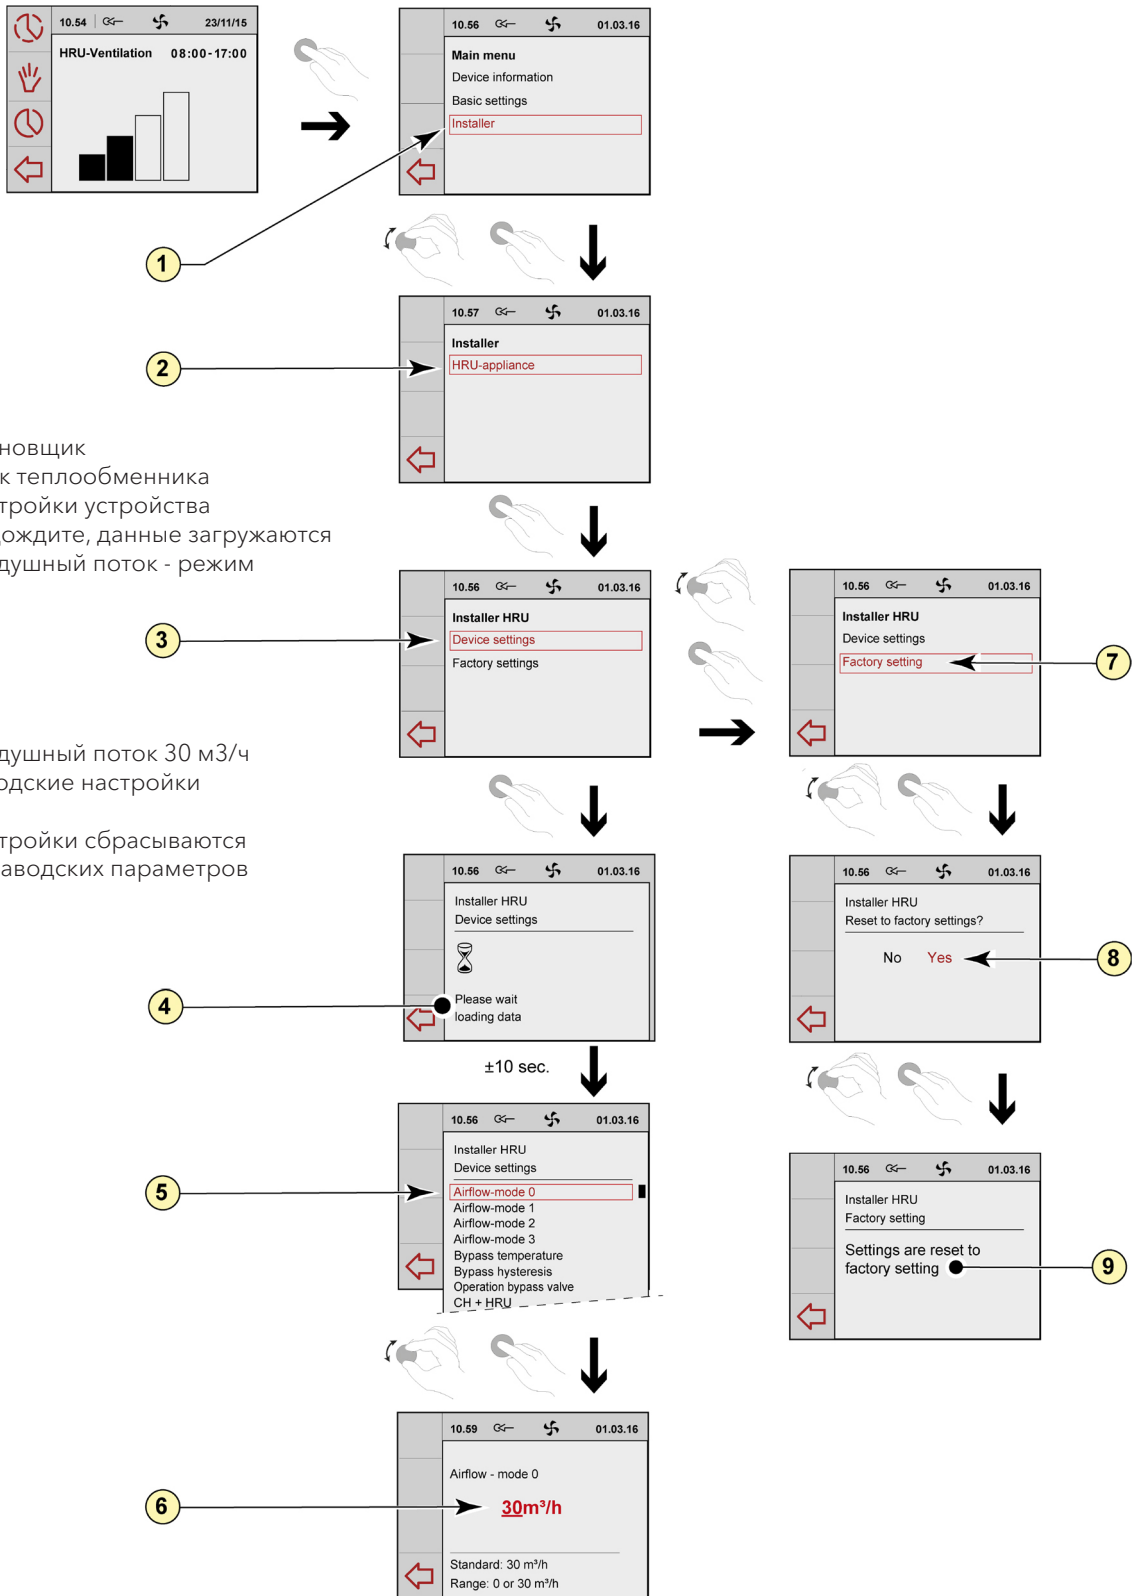 10.54 23/11/15
HRU-Ventilation 08:00-17:00
10.56 01.03.16
Main menu
Device information
Basic settings
Installer
1
10.57 01.03.16
Installer
HRU-appliance
2
новщик
к теплообменника
тройки устройства
дождите, данные загружаются
душный поток - режим
душный поток 30 м3/ч
одские настройки
тройки сбрасываются
аводских параметров
10.56 01.03.16
Installer HRU
Device settings
Factory settings
3
10.56 01.03.16
Installer HRU
Device settings
Factory setting
7
10.56 01.03.16
Installer HRU
Device settings
Please wait
loading data
4
±10 sec.
10.56 01.03.16
Installer HRU
Reset to factory settings?
No Yes
8
10.56 01.03.16
Installer HRU
Device settings
Airflow-mode 0
Airflow-mode 1
Airflow-mode 2
Airflow-mode 3
Bypass temperature
Bypass hysteresis
Operation bypass valve
CH + HRU
5
10.56 01.03.16
Installer HRU
Factory setting
Settings are reset to
factory setting
9
10.59 01.03.16
Airflow - mode 0
30m³/h
Standard: 30 m³/h
Range: 0 or 30 m³/h
6